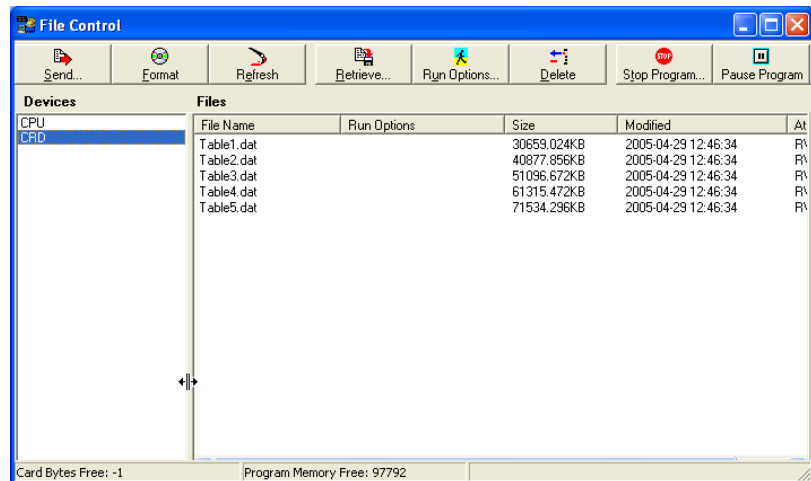 File Control
Send... Format Refresh Retrieve... Run Options... Delete Stop Program... Pause Program
Devices Files
CPU
CRD
File Name Run Options Size Modified At
Table1.dat 30659.024KB 2005-04-29 12:46:34 R
Table2.dat 40877.856KB 2005-04-29 12:46:34 R
Table3.dat 51096.672KB 2005-04-29 12:46:34 R
Table4.dat 61315.472KB 2005-04-29 12:46:34 R
Table5.dat 71534.296KB 2005-04-29 12:46:34 R
Card Bytes Free: -1 Program Memory Free: 97792